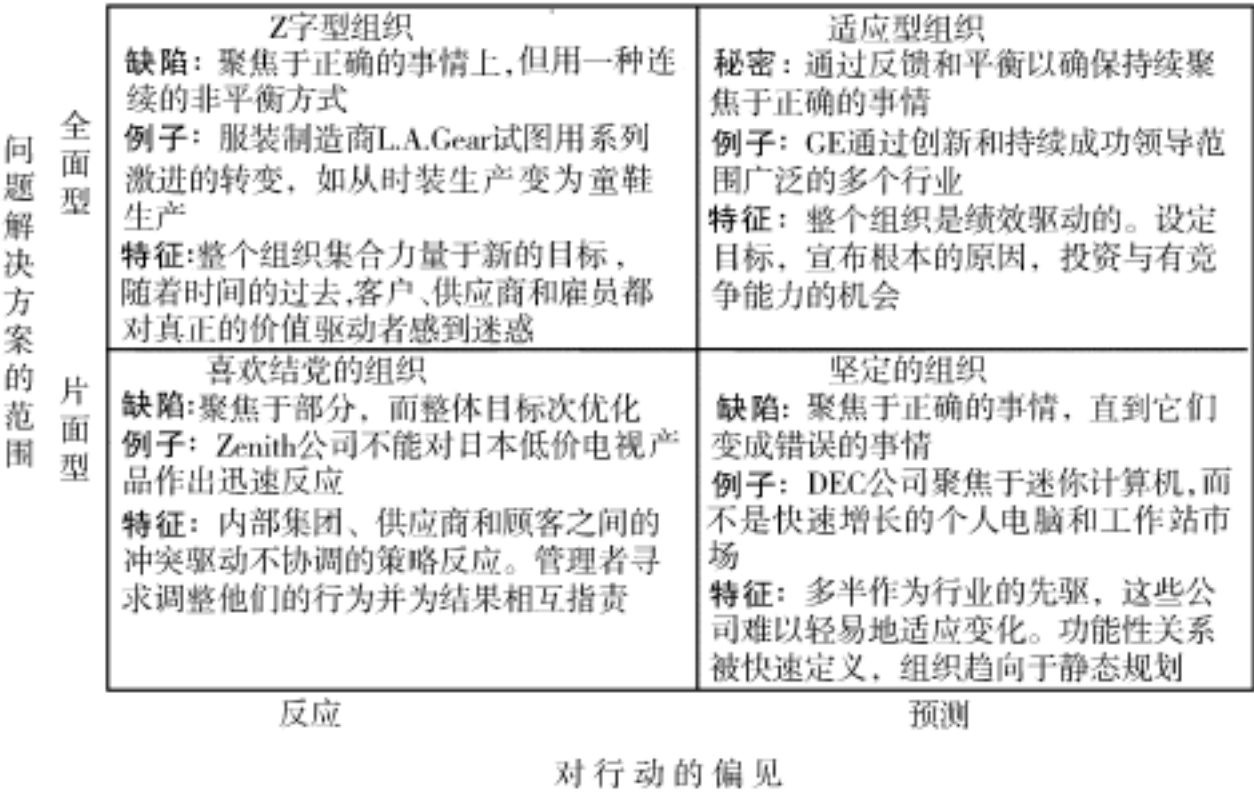 Z字型组织
缺陷：聚焦于正确的事情上,但用一种连
续的非平衡方式
例子：服装制造商L.A.Gear试图用系列
激进的转变，如从时装生产变为童鞋
生产
特征:整个组织集合力量于新的目标，
随着时间的过去,客户、供应商和雇员都
对真正的价值驱动者感到迷惑
适应型组织
秘密：通过反馈和平衡以确保持续聚
焦于正确的事情
例子：GE通过创新和持续成功领导范
围广泛的多个行业
特征：整个组织是绩效驱动的。设定
目标，宣布根本的原因，投资与有竞
争能力的机会
喜欢结党的组织
缺陷:聚焦于部分，而整体目标次优化
例子：Zenith公司不能对日本低价电视产
品作出迅速反应
特征：内部集团、供应商和顾客之间的
冲突驱动不协调的策略反应。管理者寻
求调整他们的行为并为结果相互指责
坚定的组织
缺陷：聚焦于正确的事情，直到它们
变成错误的事情
例子：DEC公司聚焦于迷你计算机,而
不是快速增长的个人电脑和工作站市
场
特征：多半作为行业的先驱，这些公
司难以轻易地适应变化。功能性关系
被快速定义，组织趋向于静态规划
问题解决方案的范围
全面型
片面型
反应
预测
对行动的偏见